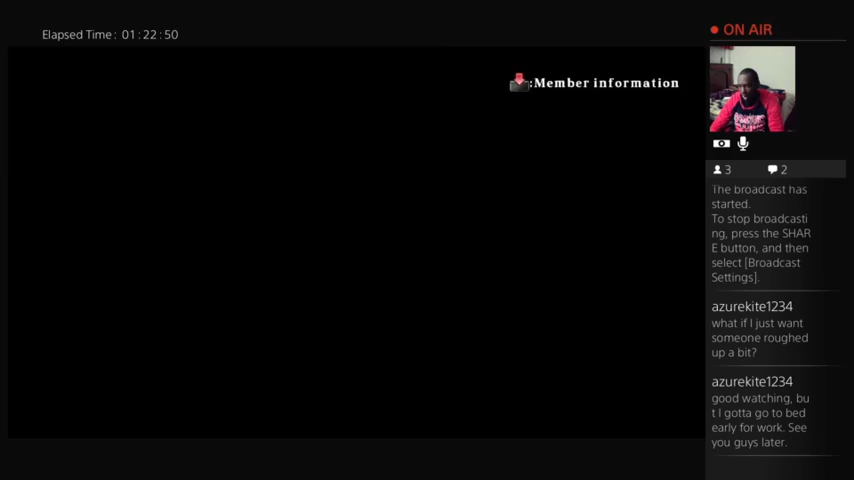 Elapsed Time: 01:22:50
ON AIR
:Member information
3 2
The broadcast has
started.
To stop broadcasti
ng, press the SHAR
E button, and then
select [Broadcast
Settings].
azurekite1234
what if I just want
someone roughed
up a bit?
azurekite1234
good watching, bu
t I gotta go to bed
early for work. See
you guys later.